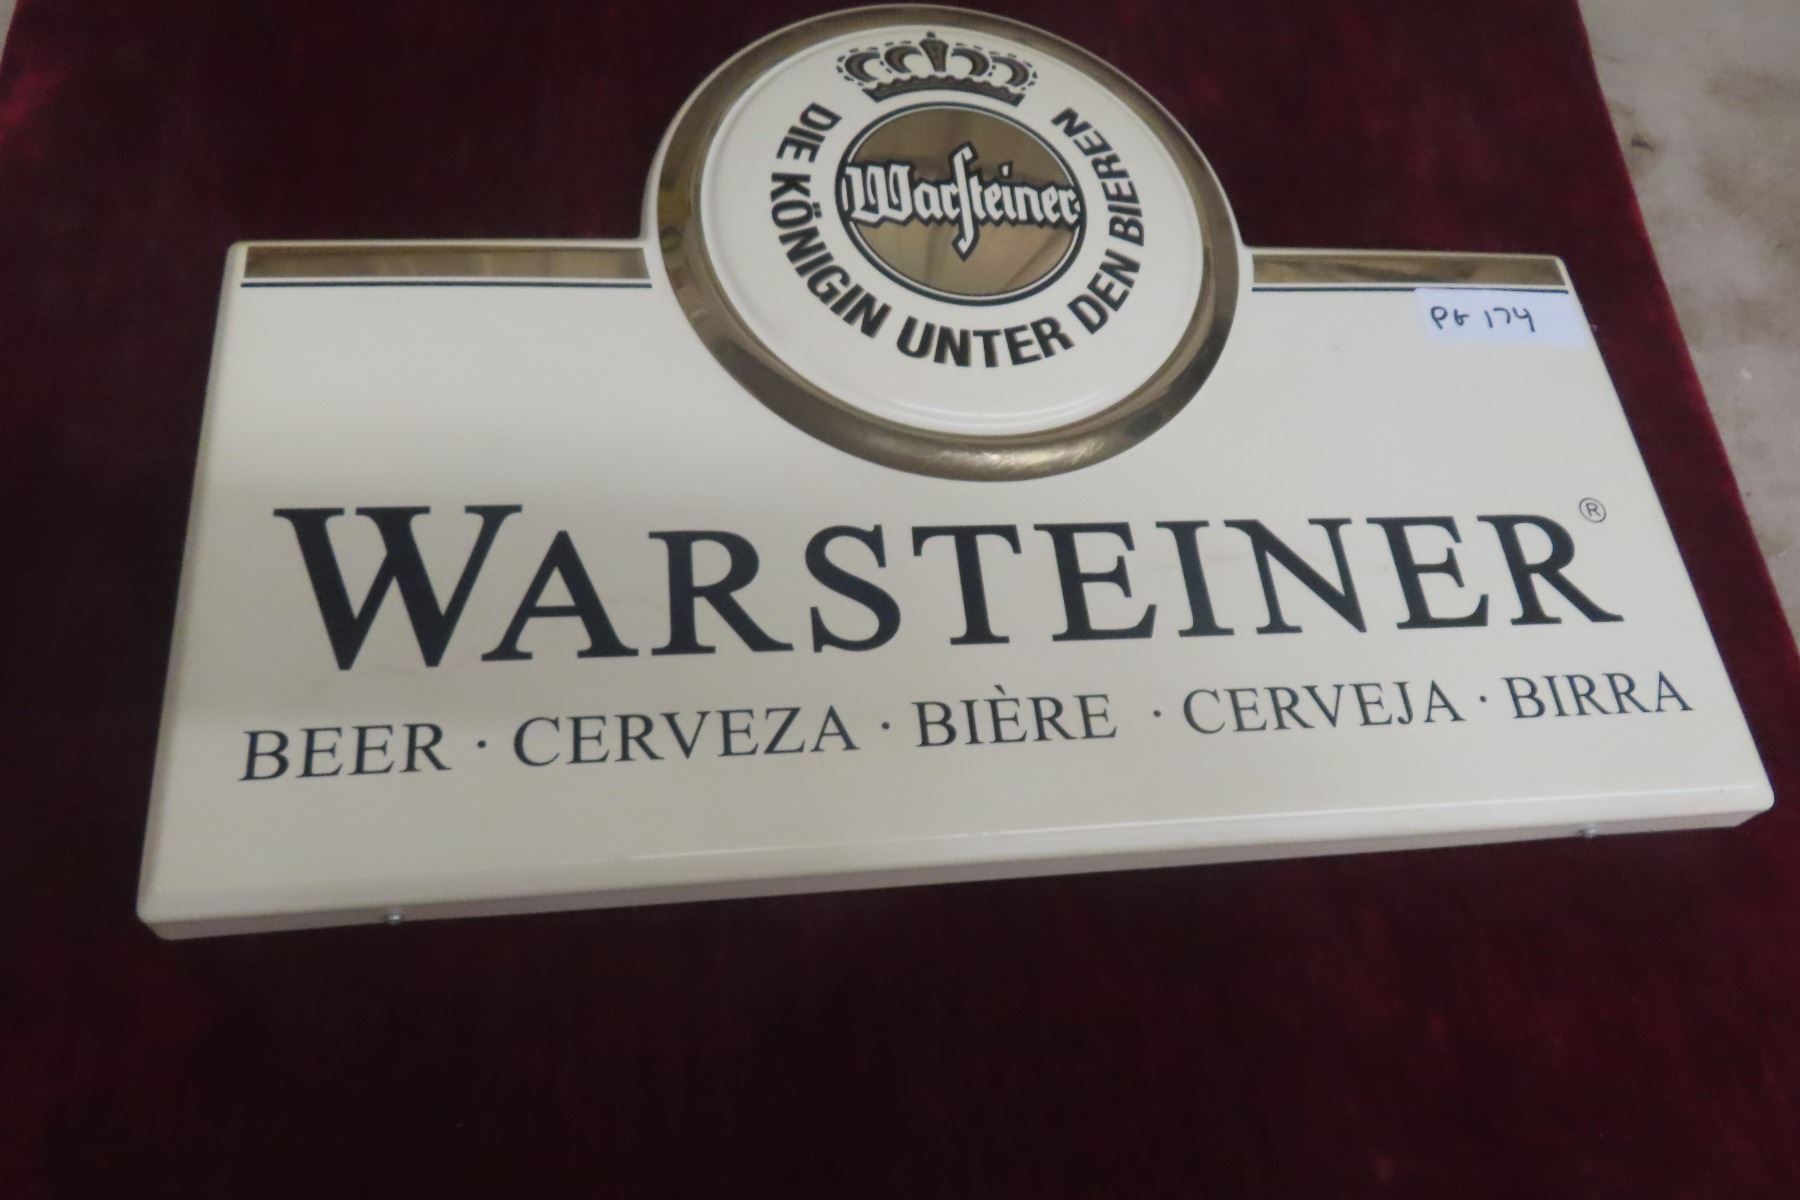 DIE KÖNIGIN UNTER DEN BIEREN
Warsteiner
PG 174
WARSTEINER®
BEER · CERVEZA · BIÈRE · CERVEJA · BIRRA